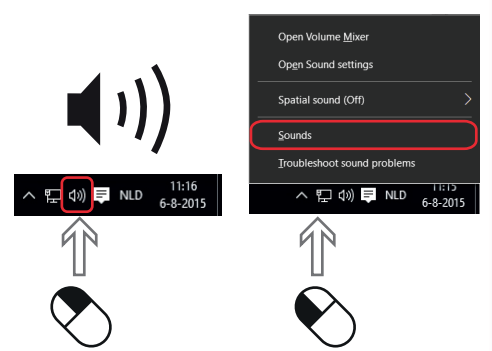 NLD
11:16
6-8-2015
Open Volume Mixer
Open Sound settings
Spatial sound (Off)
Sounds
Troubleshoot sound problems
NLD
11:15
6-8-2015